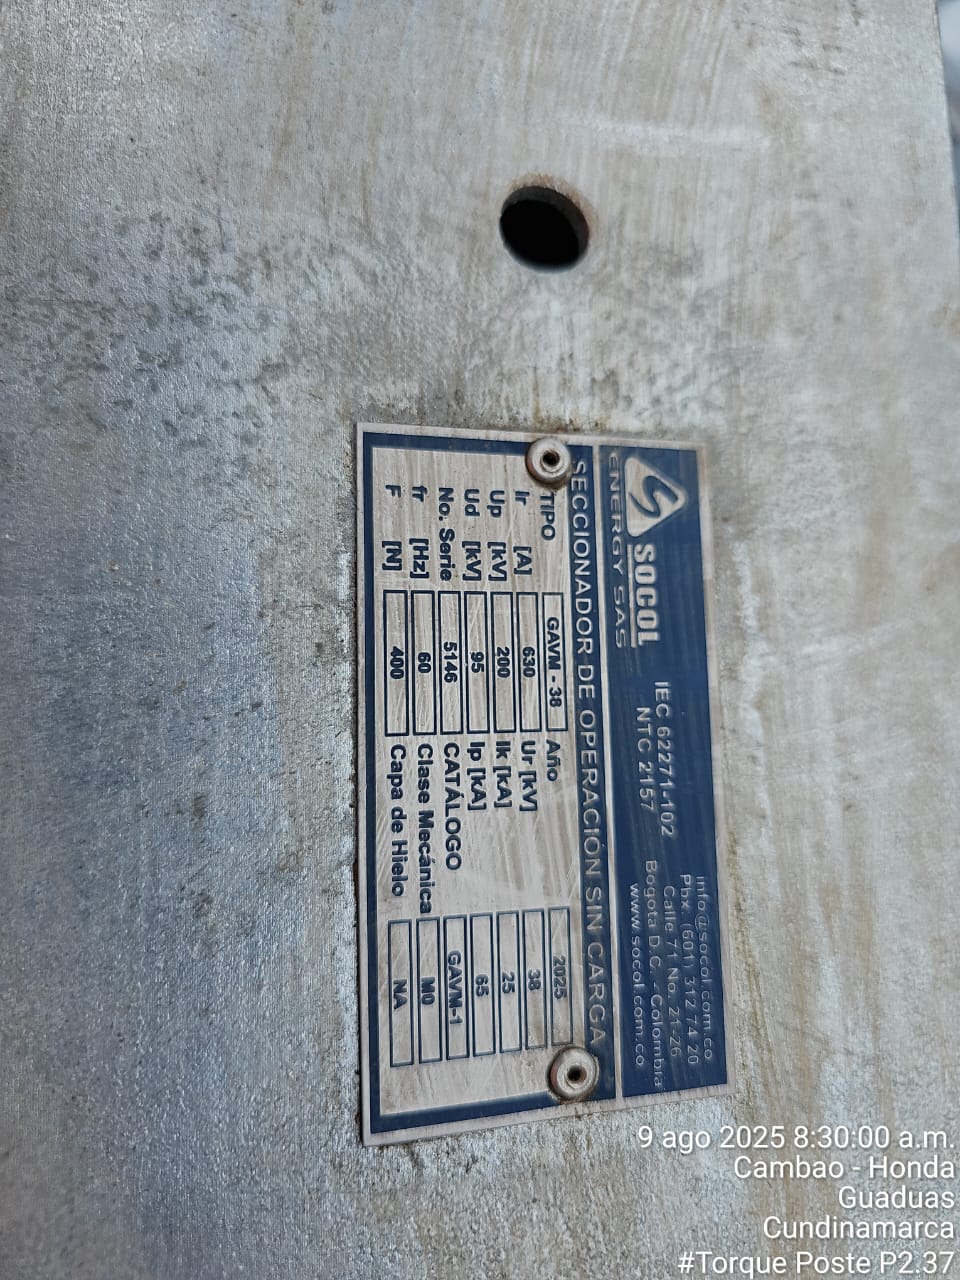 SOCOL
ENERGY SAS
IEC 62271-102
NTC 2157
info@socol.com.co
Pbx. (601) 312 74 20
Calle 71 No. 21-26
Bogota D.C. - Colombia
www.socol.com.co
SECCIONADOR DE OPERACIÓN SIN CARGA
TIPO GAVM - 38 Año 2025
Ir [A] 630 Ur [kV] 38
Up [kV] 200 Ik [kA] 25
Ud [kV] 95 Ip [kA] 65
No. Serie 5146 CATÁLOGO GAVM-1
fr [Hz] 60 Clase Mecánica M0
F [N] 400 Capa de Hielo NA
9 ago 2025 8:30:00 a.m.
Cambao - Honda
Guaduas
Cundinamarca
#Torque Poste P2.37